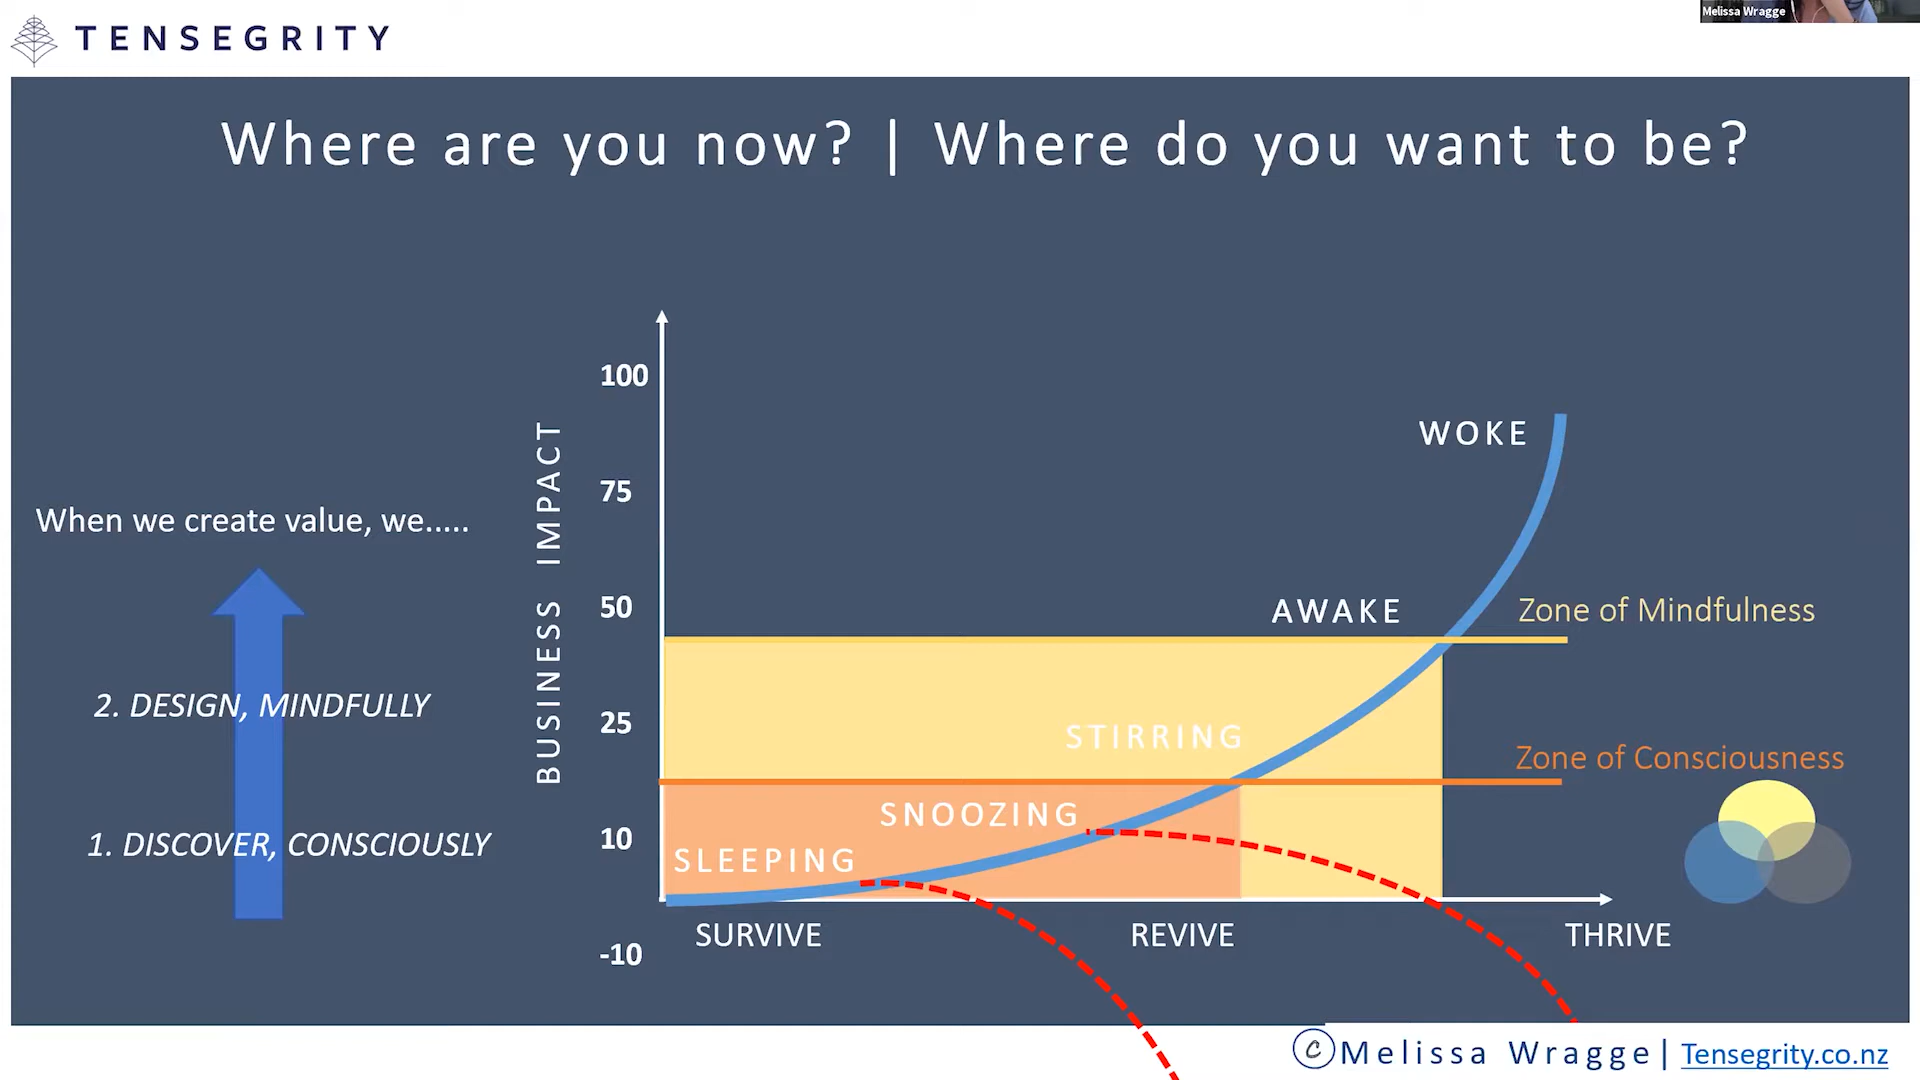 Melissa Wragge
TENSEGRITY
Where are you now? | Where do you want to be?
100
75
50
25
10
-10
BUSINESS IMPACT
When we create value, we.....
2. DESIGN, MINDFULLY
1. DISCOVER, CONSCIOUSLY
WOKE
AWAKE
STIRRING
SNOOZING
SLEEPING
Zone of Mindfulness
Zone of Consciousness
SURVIVE
REVIVE
THRIVE
© Melissa Wragge | Tensegrity.co.nz